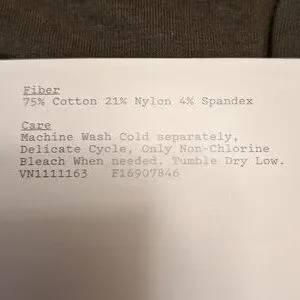 Fiber
75% Cotton 21% Nylon 4% Spandex
Care
Machine Wash Cold separately,
Delicate Cycle, Only Non-Chlorine
Bleach When needed. Tumble Dry Low.
VN1111163 F16907846